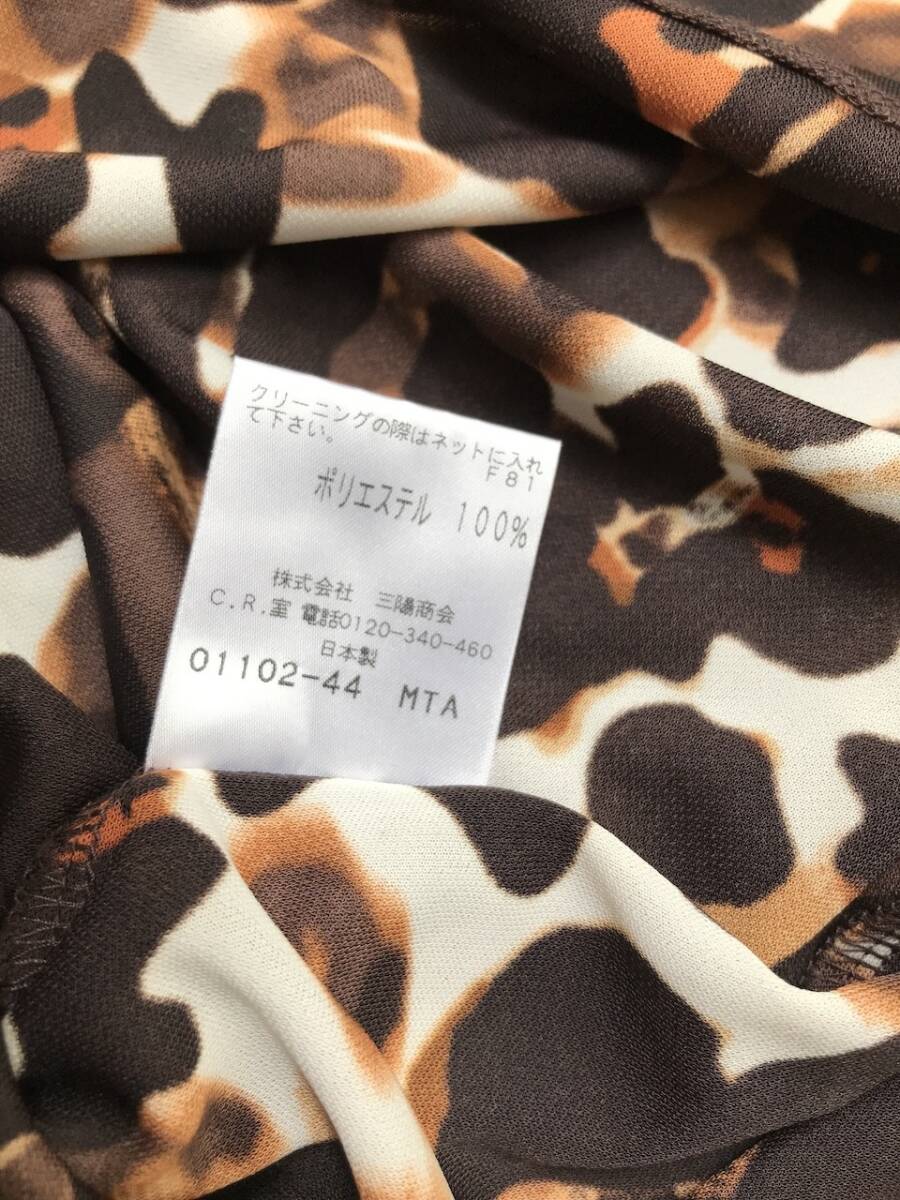 クリーニングの際はネットに入れ
て下さい。
F81
ポリエステル 100%
株式会社 三陽商会
C.R.室 電話0120-340-460
日本製
01102-44 MTA